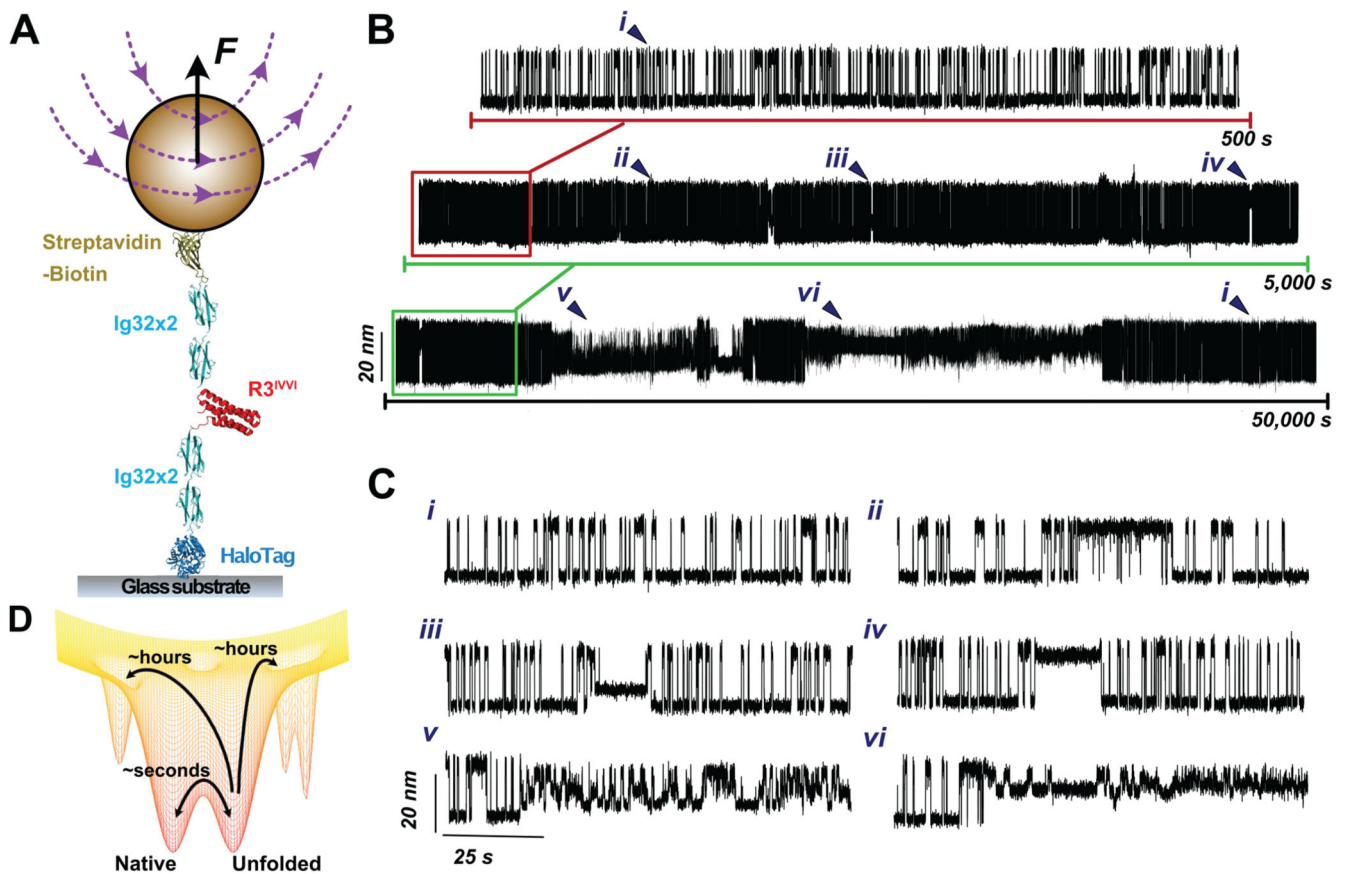 A
F
Streptavidin
-Biotin
Ig32x2
R3IVVI
Ig32x2
HaloTag
Glass substrate
B
i
500 s
ii
iii
iv
5,000 s
v
vi
i
20 nm
50,000 s
C
i
ii
iii
iv
v
vi
20 nm
25 s
D
~hours
~hours
~seconds
Native
Unfolded